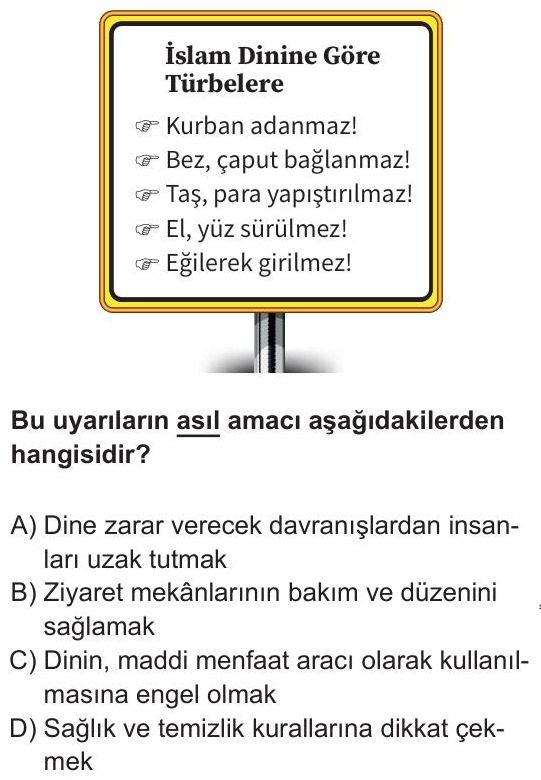 İslam Dinine Göre
Türbelere
☞ Kurban adanmaz!
☞ Bez, çaput bağlanmaz!
☞ Taş, para yapıştırılmaz!
☞ El, yüz sürülmez!
☞ Eğilerek girilmez!
Bu uyarıların asıl amacı aşağıdakilerden
hangisidir?
A) Dine zarar verecek davranışlardan insan-
ları uzak tutmak
B) Ziyaret mekânlarının bakım ve düzenini
sağlamak
C) Dinin, maddi menfaat aracı olarak kullanıl-
masına engel olmak
D) Sağlık ve temizlik kurallarına dikkat çek-
mek